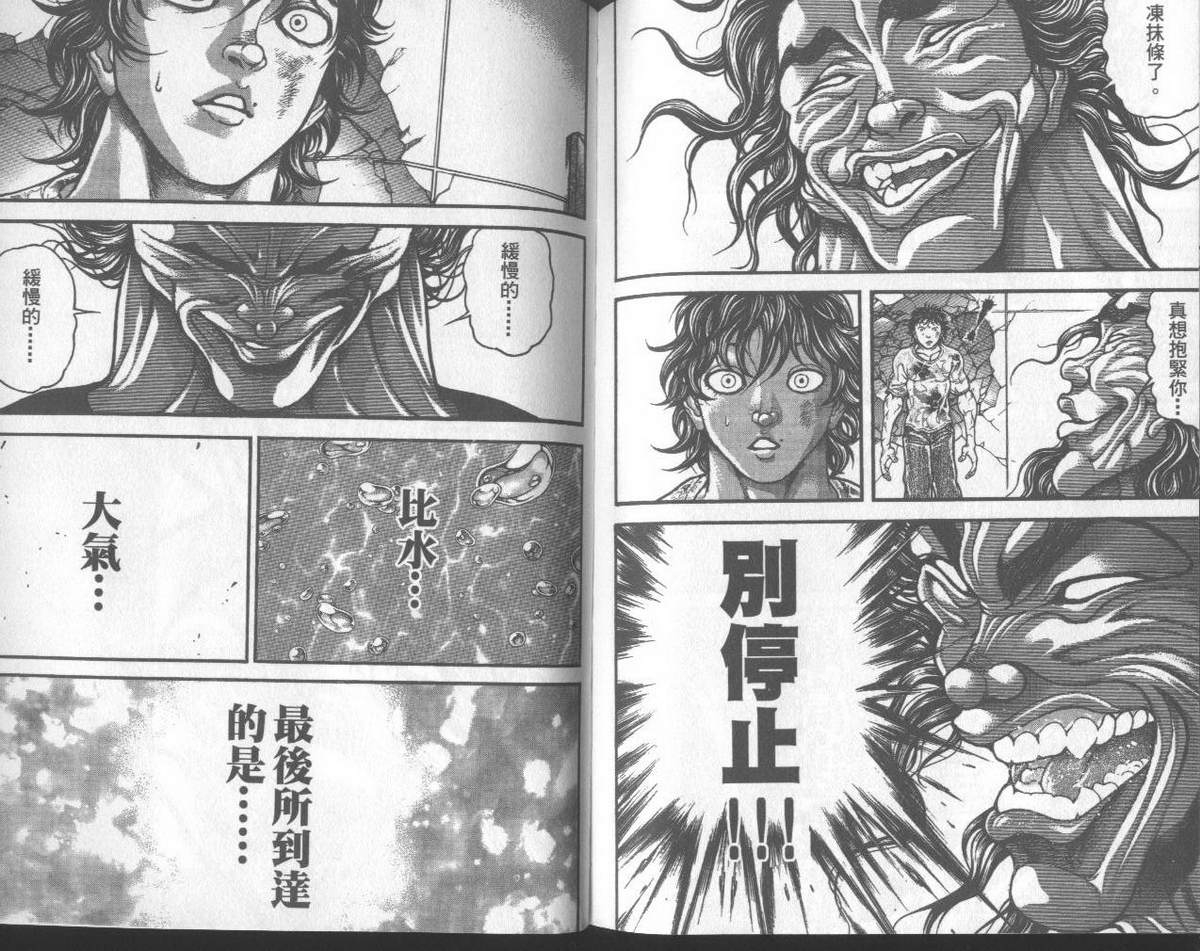 凍抹條了。
真想抱緊你……
別停止!!!
緩慢的……
緩慢的……
比水…
大氣…
最後所到達
的是………